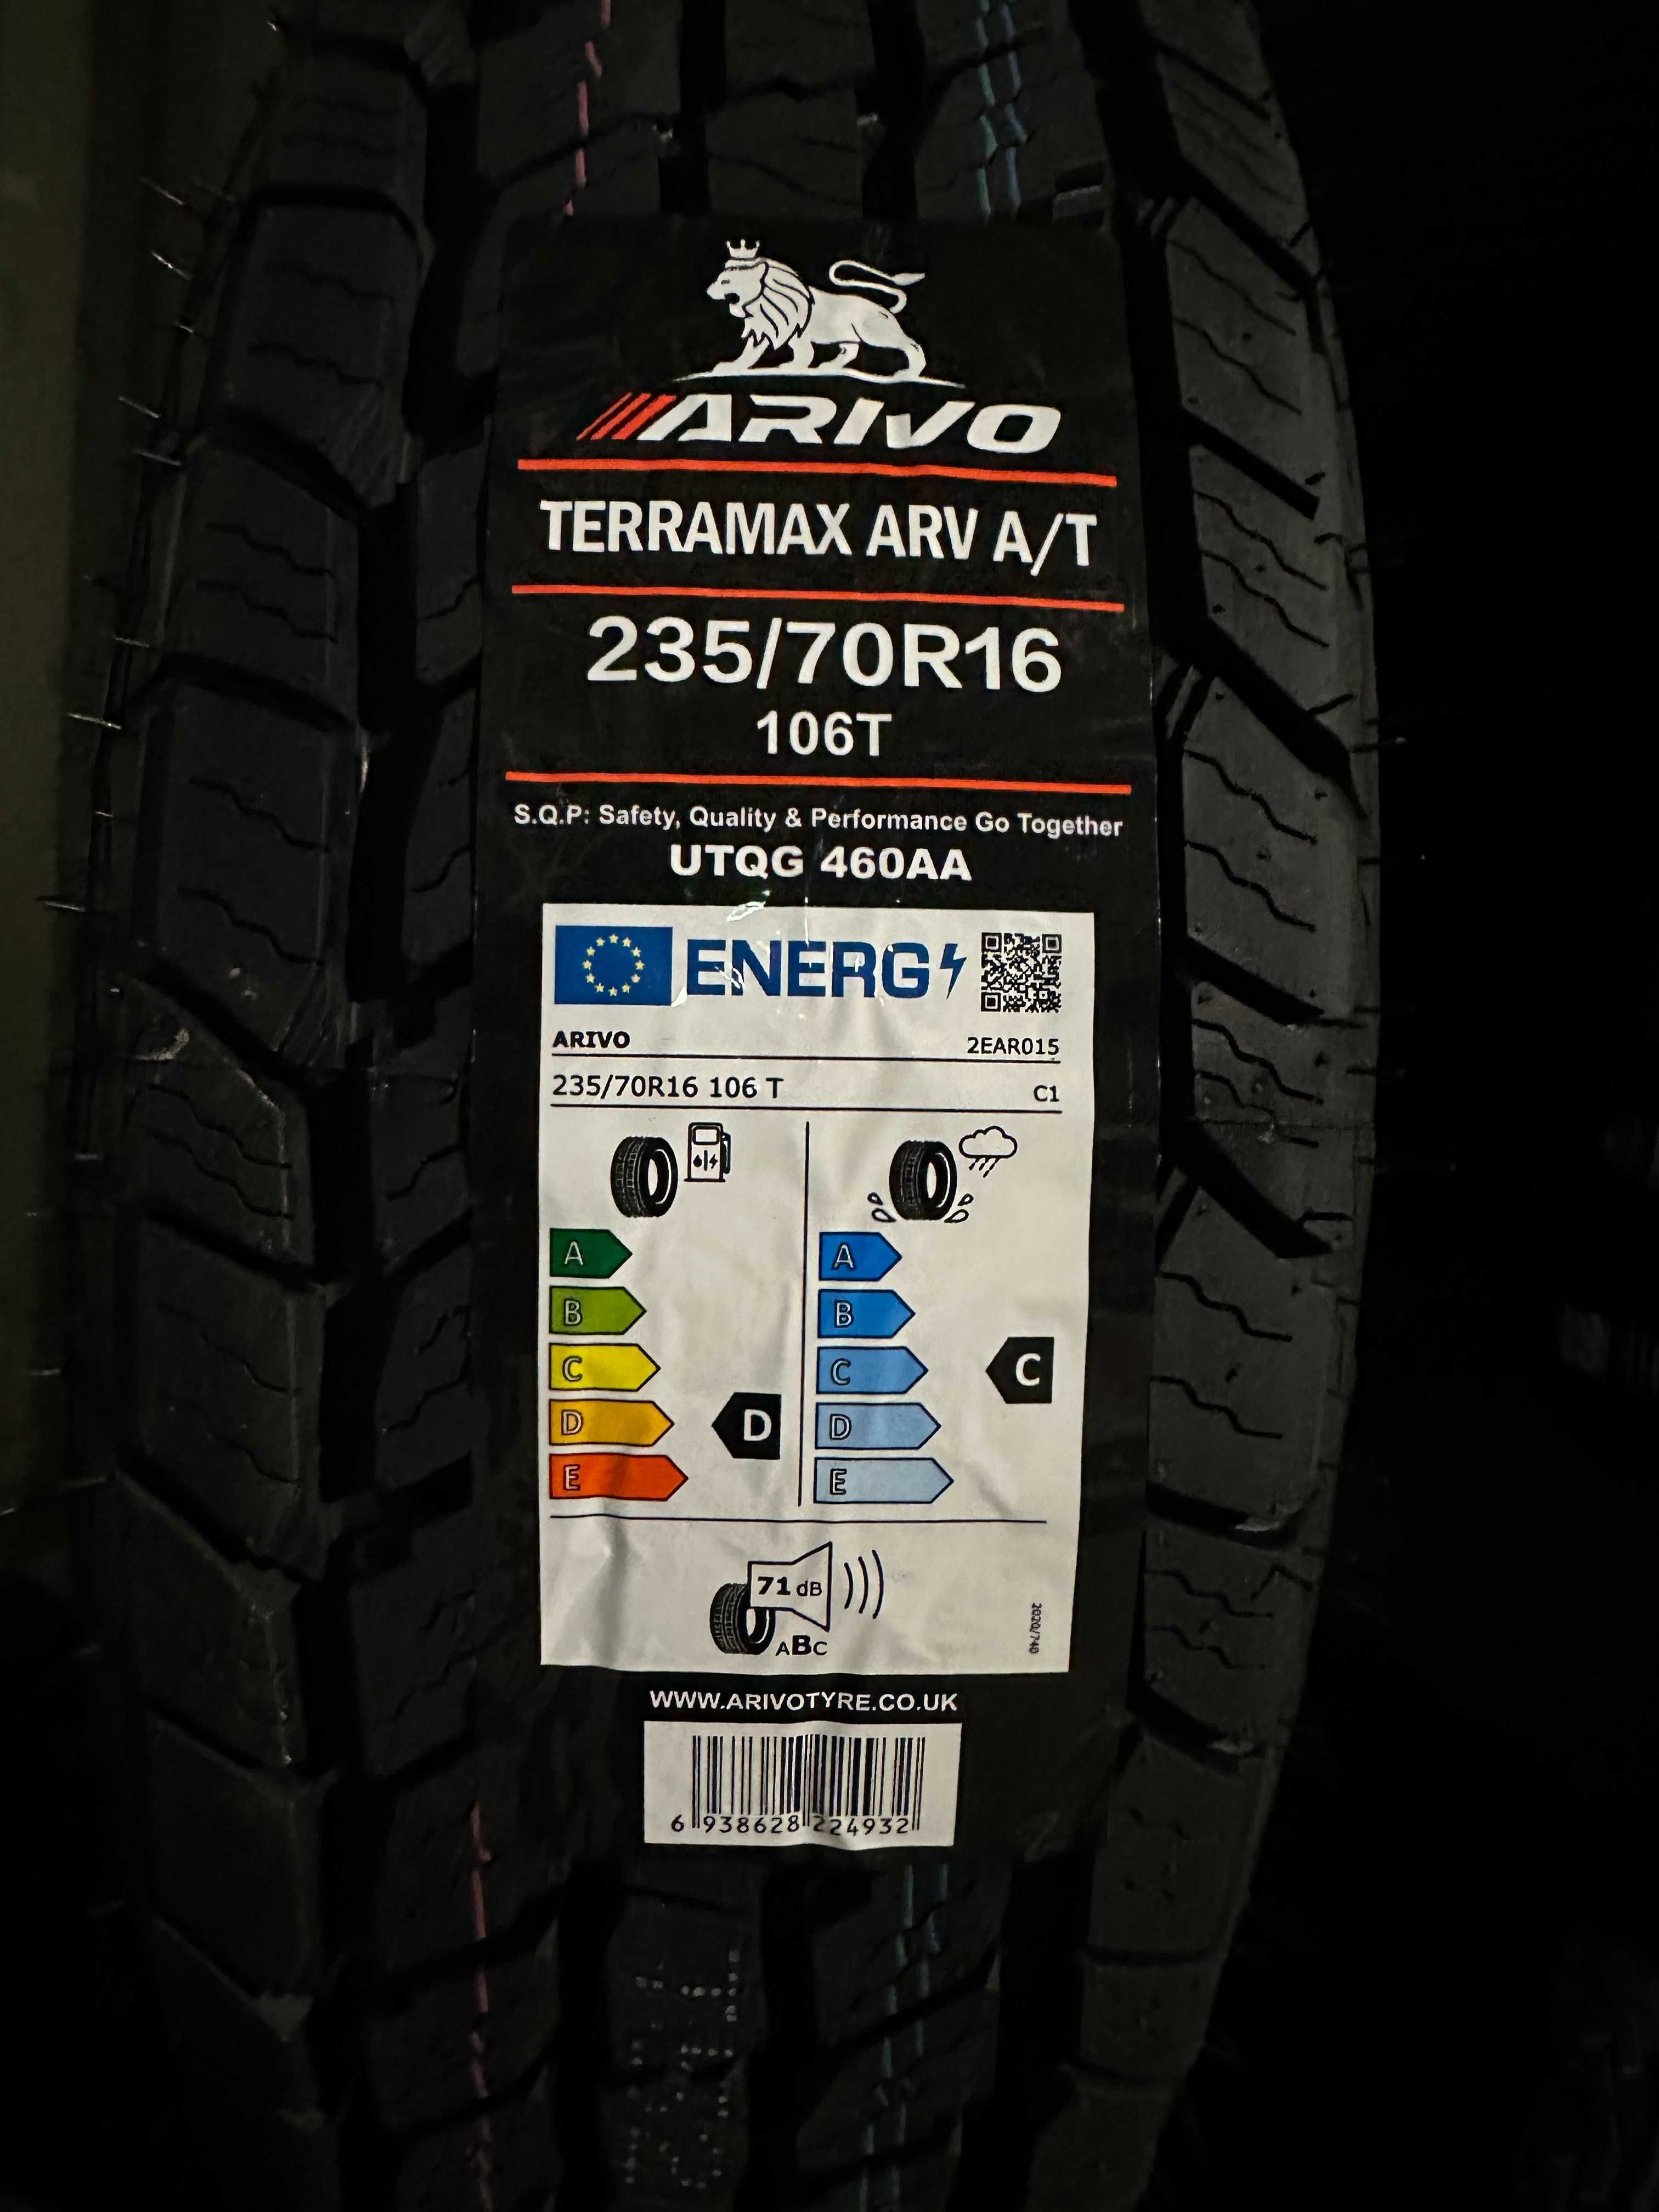 ARIVO
TERRAMAX ARV A/T
235/70R16
106T
S.Q.P: Safety, Quality & Performance Go Together
UTQG 460AA
ENERG
ARIVO 2EAR015
235/70R16 106 T C1
A A
B B
C C C
D D D
E E
71 dB
ABC
2020/740
WWW.ARIVOTYRE.CO.UK
6 938628 224932